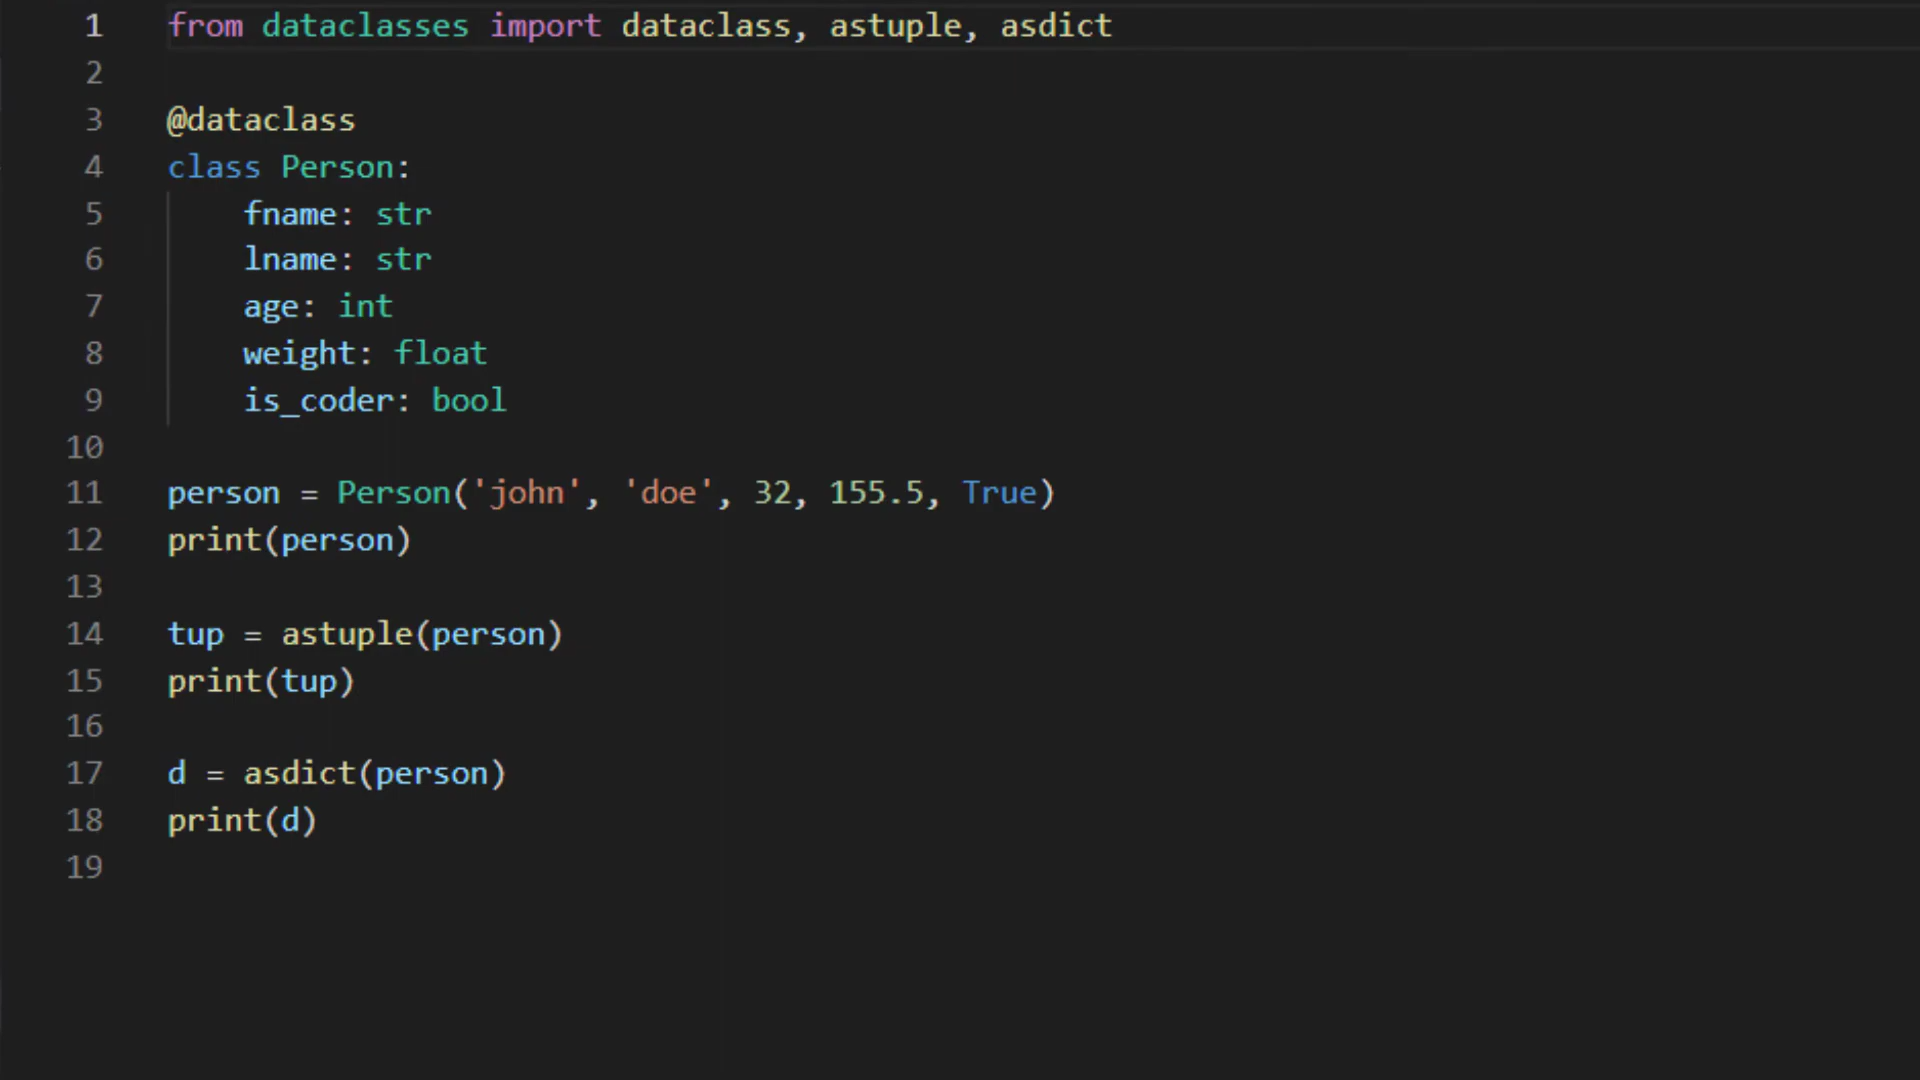 1 from dataclasses import dataclass, astuple, asdict
2
3 @dataclass
4 class Person:
5     fname: str
6     lname: str
7     age: int
8     weight: float
9     is_coder: bool
10
11 person = Person('john', 'doe', 32, 155.5, True)
12 print(person)
13
14 tup = astuple(person)
15 print(tup)
16
17 d = asdict(person)
18 print(d)
19